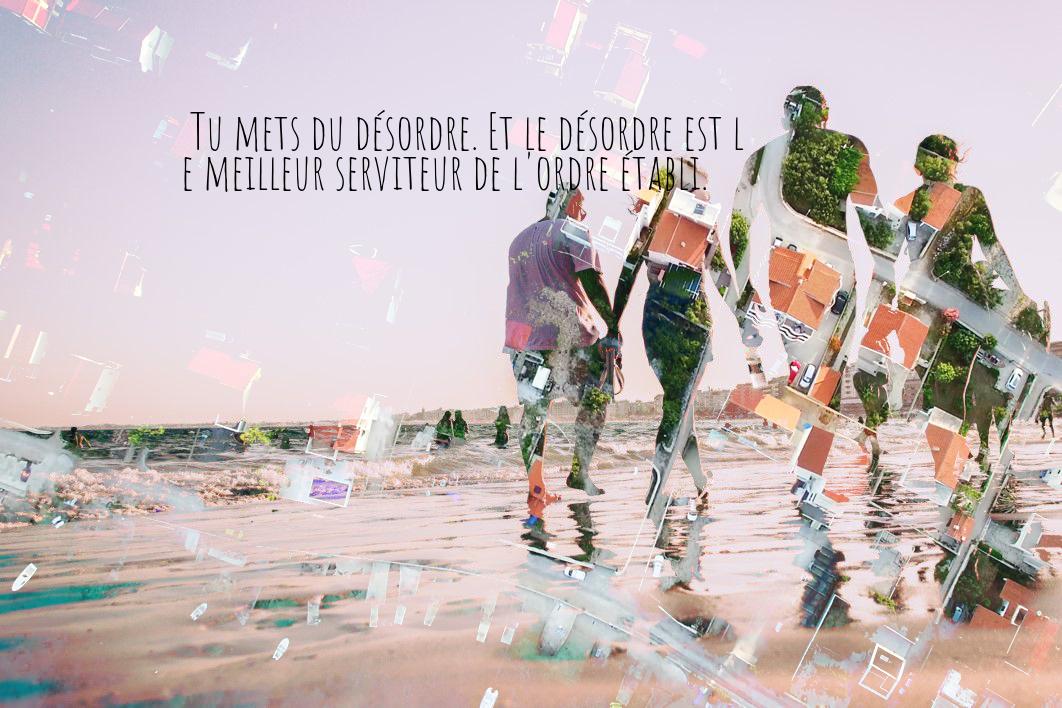 Tu mets du désordre. Et le désordre est l
e meilleur serviteur de l'ordre établi.